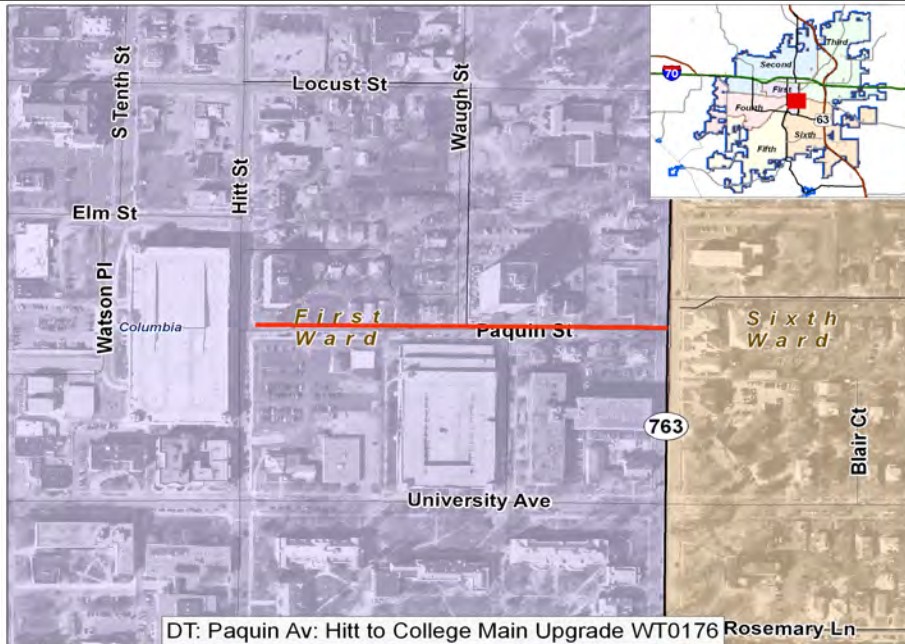 Third
Second
70
First
Fourth
63
Sixth
Fifth
S Tenth St
Locust St
Waugh St
Hitt St
Elm St
Watson Pl
Columbia
First
Ward
Paquin St
Sixth
Ward
763
Blair Ct
University Ave
DT: Paquin Av: Hitt to College Main Upgrade WT0176
Rosemary Ln